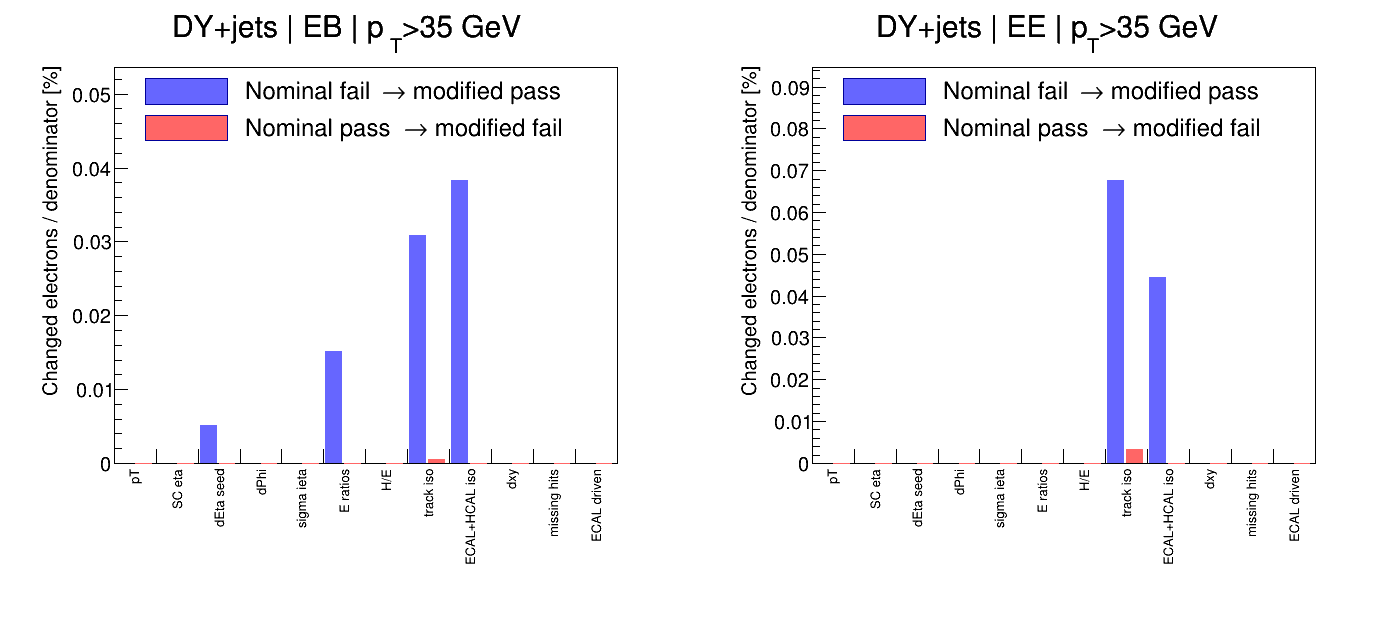 DY+jets | EB | pT>35 GeV
Changed electrons / denominator [%]
Nominal fail → modified pass
Nominal pass → modified fail
0.05
0.04
0.03
0.02
0.01
0
pT
SC eta
dEta seed
dPhi
sigma ieta
E ratios
H/E
track iso
ECAL+HCAL iso
dxy
missing hits
ECAL driven
DY+jets | EE | pT>35 GeV
Changed electrons / denominator [%]
Nominal fail → modified pass
Nominal pass → modified fail
0.09
0.08
0.07
0.06
0.05
0.04
0.03
0.02
0.01
0
pT
SC eta
dEta seed
dPhi
sigma ieta
E ratios
H/E
track iso
ECAL+HCAL iso
dxy
missing hits
ECAL driven